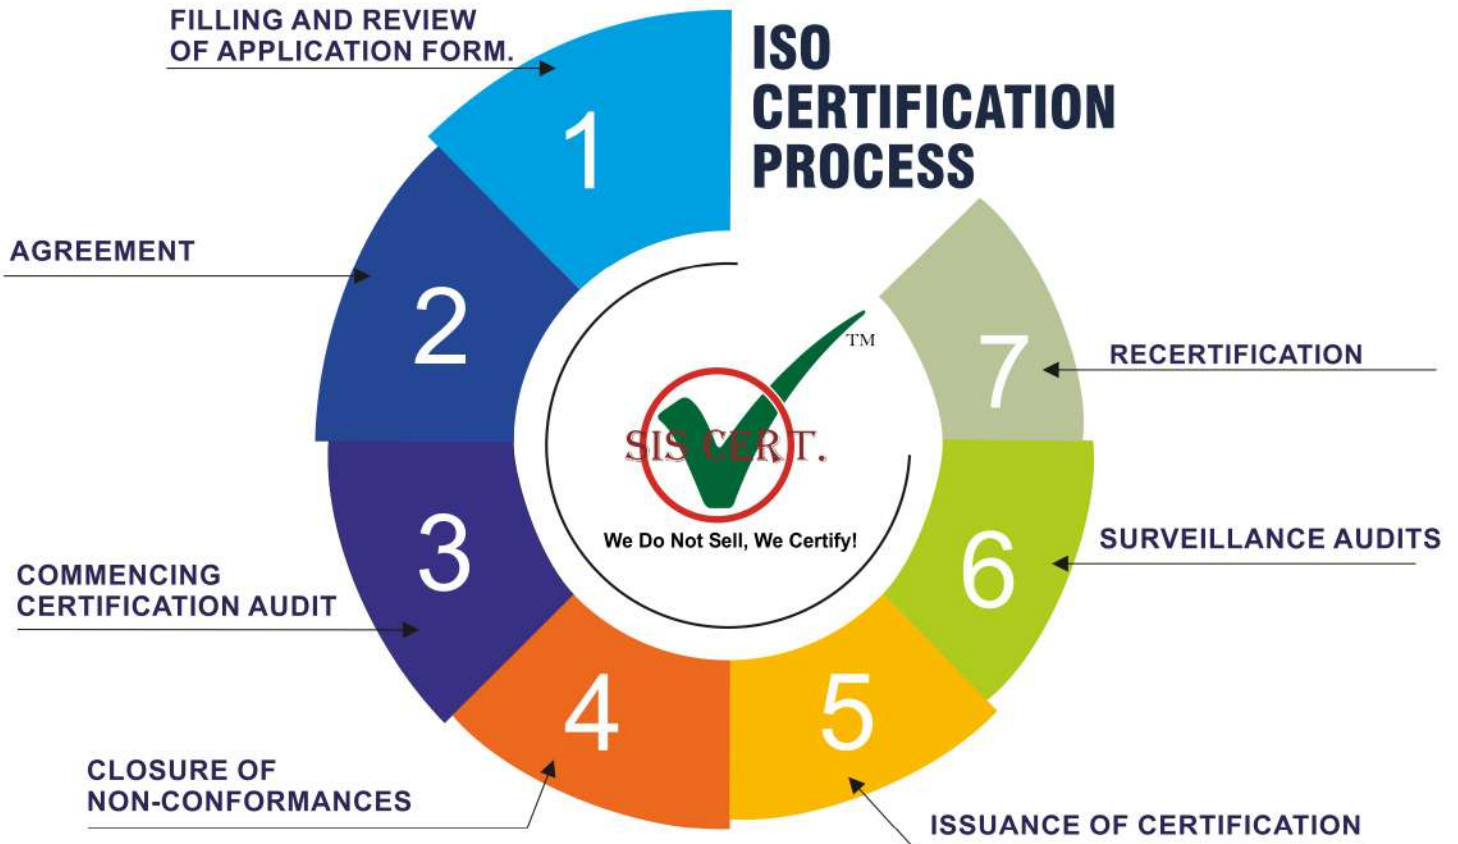 FILLING AND REVIEW
OF APPLICATION FORM.
ISO
CERTIFICATION
PROCESS
1
AGREEMENT
2
TM
7
RECERTIFICATION
SIS CERT.
We Do Not Sell, We Certify!
3
COMMENCING
CERTIFICATION AUDIT
6
SURVEILLANCE AUDITS
4
CLOSURE OF
NON-CONFORMANCES
5
ISSUANCE OF CERTIFICATION